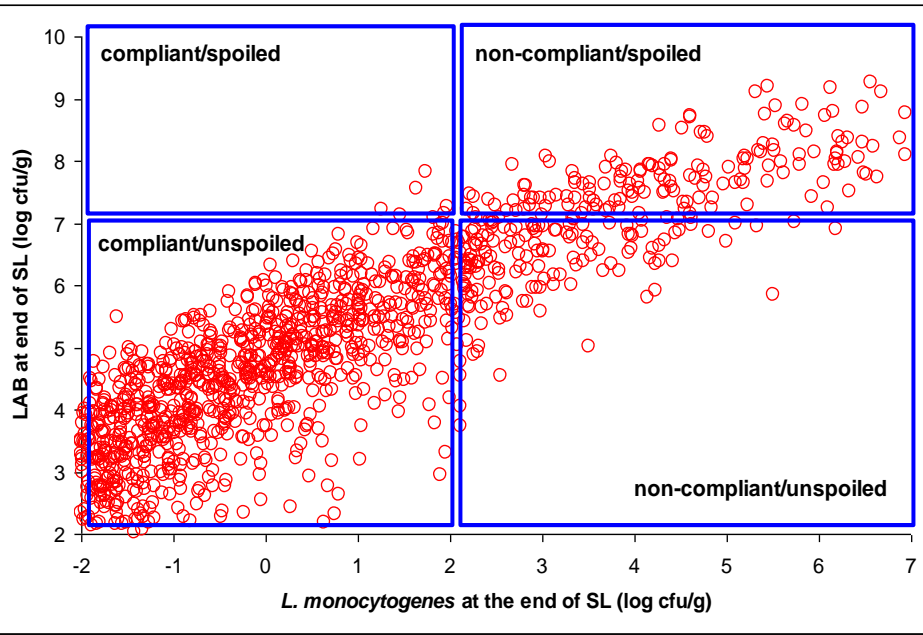 10
9
8
7
6
5
4
3
2
LAB at end of SL (log cfu/g)
compliant/spoiled
non-compliant/spoiled
compliant/unspoiled
non-compliant/unspoiled
-2 -1 0 1 2 3 4 5 6 7
L. monocytogenes at the end of SL (log cfu/g)